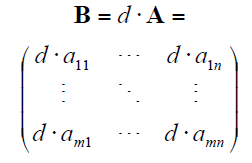 B = d · A =
( d · a₁₁ ⋯ d · a₁ₙ
⋮ ⋱ ⋮
d · aₘ₁ ⋯ d · aₘₙ )